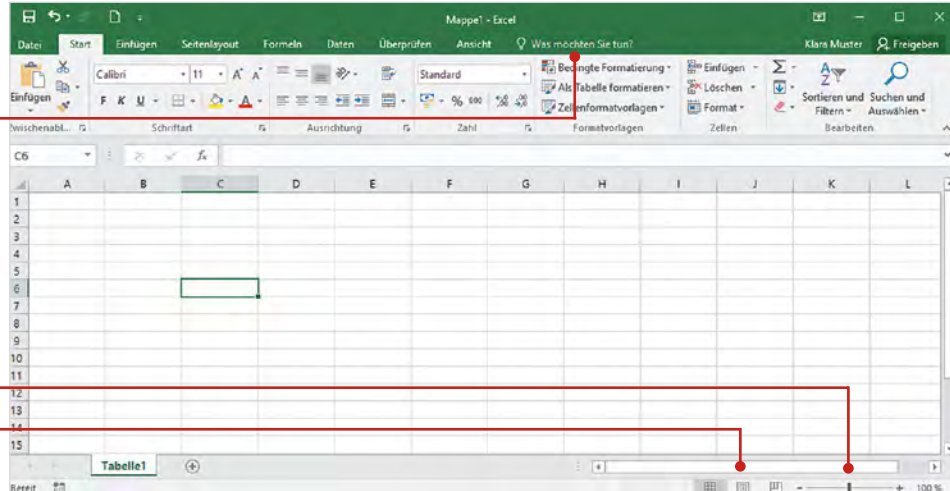 Mappe1 - Excel
Datei Start Einfügen Seitenlayout Formeln Daten Überprüfen Ansicht Was möchten Sie tun? Klara Muster Freigeben
Calibri 11 A A Standard Bedingte Formatierung Einfügen Σ A Z
Als Tabelle formatieren Löschen
Einfügen F K U A % 000 Zellenformatvorlagen Format Sortieren und Suchen und
Filtern Auswählen
Zwischenabl... Schriftart Ausrichtung Zahl Formatvorlagen Zellen Bearbeiten
C6 fx
A B C D E F G H I J K L
1
2
3
4
5
6
7
8
9
10
11
12
13
14
15
Tabelle1
Bereit 100 %